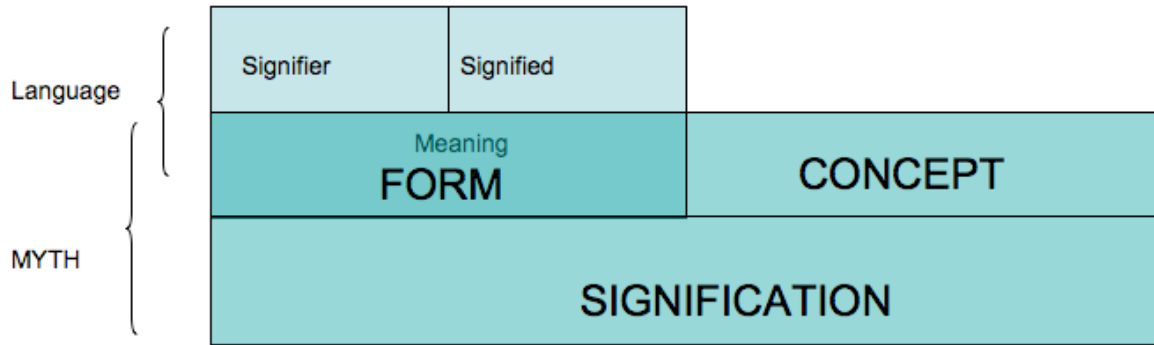 Signifier
Signified
Language
Meaning
FORM
CONCEPT
MYTH
SIGNIFICATION